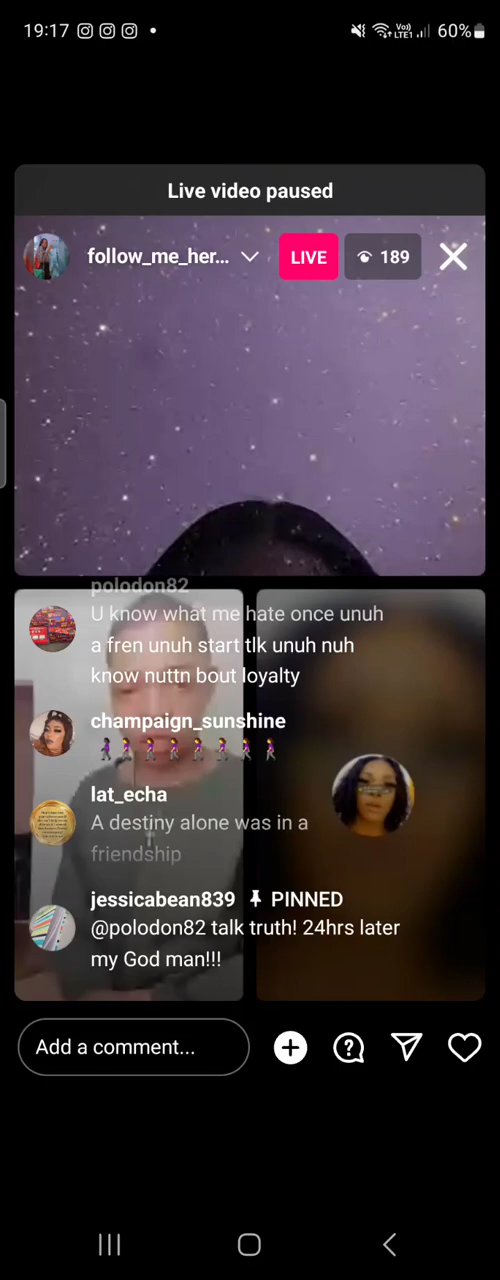 19:17
Vo))
LTE1
60%
Live video paused
follow_me_her...
LIVE
189
polodon82
U know what me hate once unuh
a fren unuh start tlk unuh nuh
know nuttn bout loyalty
champaign_sunshine
🚶🏿‍♀️🚶‍♀️🚶‍♀️🚶‍♀️🚶‍♀️🚶‍♀️🚶‍♀️🚶‍♀️
lat_echa
A destiny alone was in a
friendship
jessicabean839 PINNED
@polodon82 talk truth! 24hrs later
my God man!!!
Add a comment...